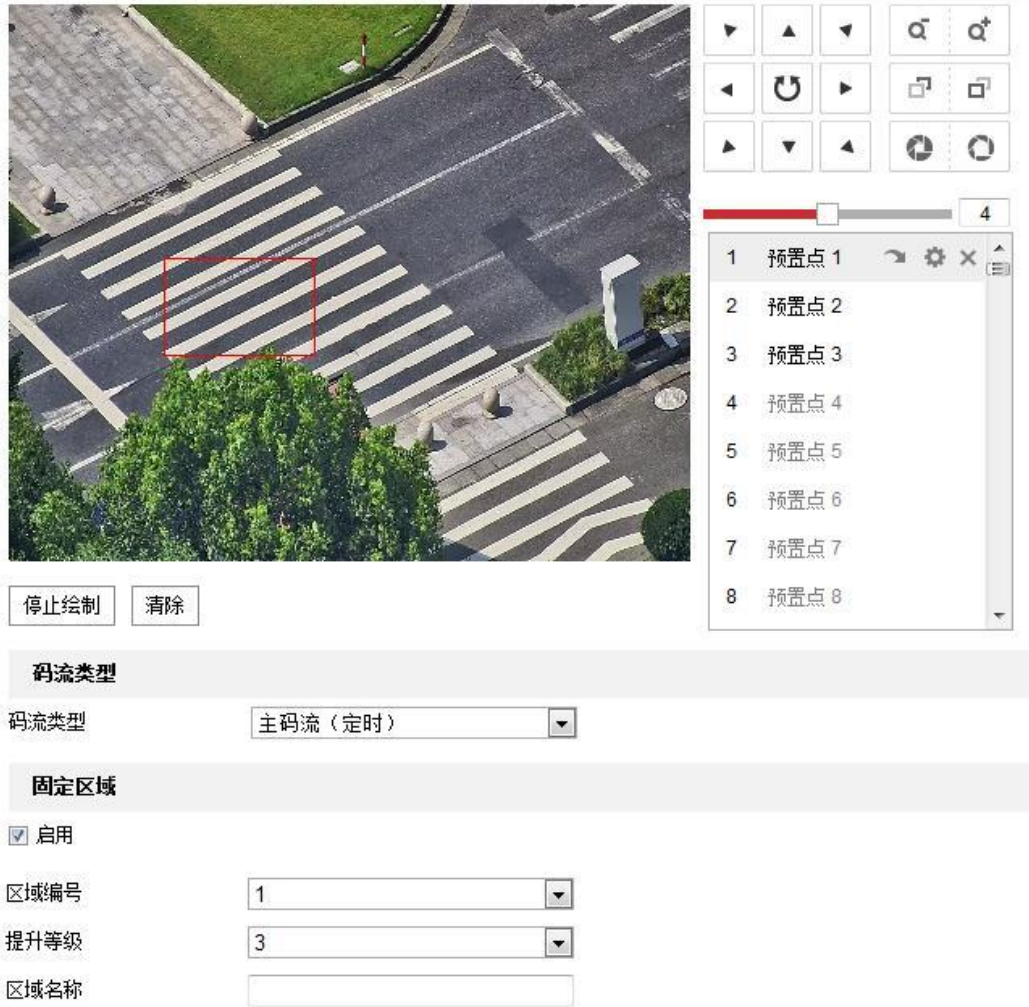 4
1 预置点 1
2 预置点 2
3 预置点 3
4 预置点 4
5 预置点 5
6 预置点 6
7 预置点 7
8 预置点 8
停止绘制 清除
码流类型
码流类型 主码流（定时）
固定区域
启用
区域编号 1
提升等级 3
区域名称